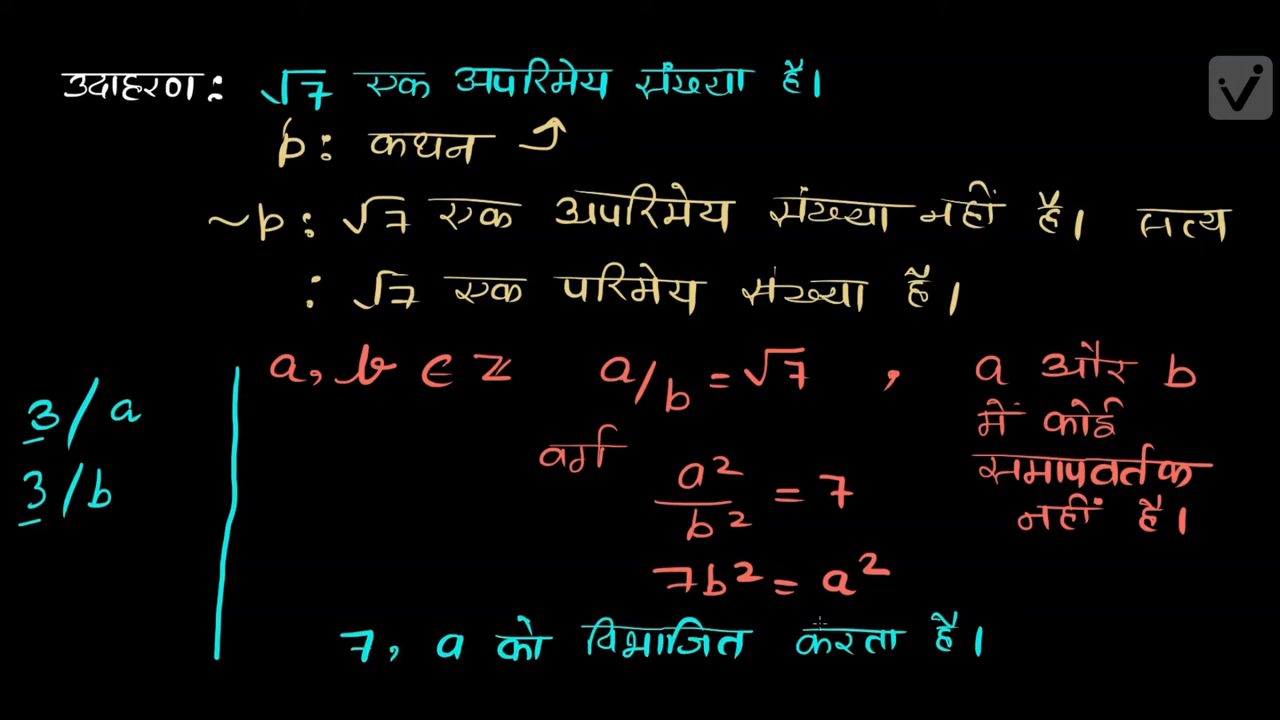 उदाहरण: √7 एक अपरिमेय संख्या है।
p: कथन
~p: √7 एक अपरिमेय संख्या नहीं है। सत्य
: √7 एक परिमेय संख्या है।
a, b ∈ Z a/b = √7 , a और b
में कोई
समापवर्तक
नहीं है।
वर्ग a²/b² = 7
7b² = a²
7, a को विभाजित करता है।
3/a
3/b